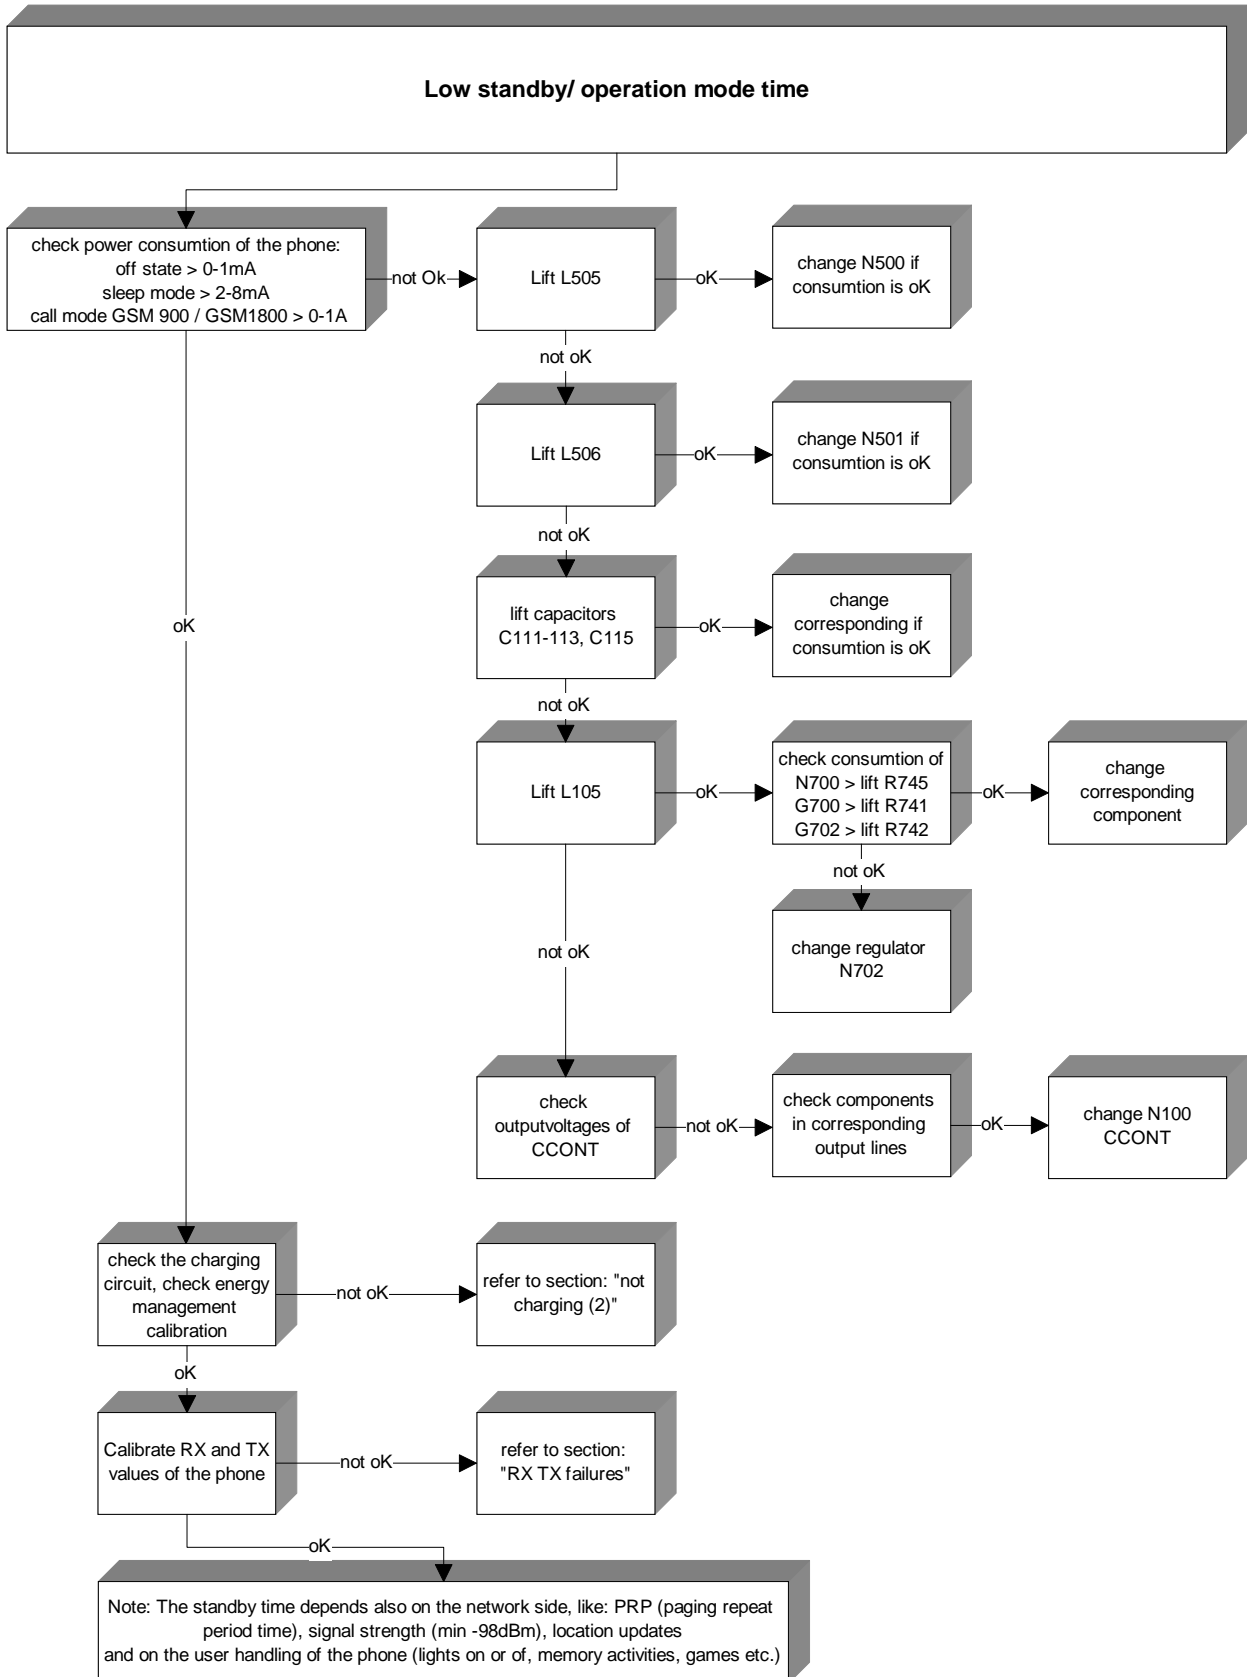 Low standby/ operation mode time
check power consumtion of the phone:
off state > 0-1mA
sleep mode > 2-8mA
call mode GSM 900 / GSM1800 > 0-1A
not Ok
Lift L505
oK
change N500 if
consumtion is oK
not oK
Lift L506
oK
change N501 if
consumtion is oK
not oK
lift capacitors
C111-113, C115
oK
change
corresponding if
consumtion is oK
not oK
Lift L105
oK
check consumtion of
N700 > lift R745
G700 > lift R741
G702 > lift R742
oK
change
corresponding
component
not oK
change regulator
N702
not oK
check
outputvoltages of
CCONT
not oK
check components
in corresponding
output lines
oK
change N100
CCONT
oK
check the charging
circuit, check energy
management
calibration
not oK
refer to section: "not
charging (2)"
oK
Calibrate RX and TX
values of the phone
not oK
refer to section:
"RX TX failures"
oK
Note: The standby time depends also on the network side, like: PRP (paging repeat
period time), signal strength (min -98dBm), location updates
and on the user handling of the phone (lights on or of, memory activities, games etc.)